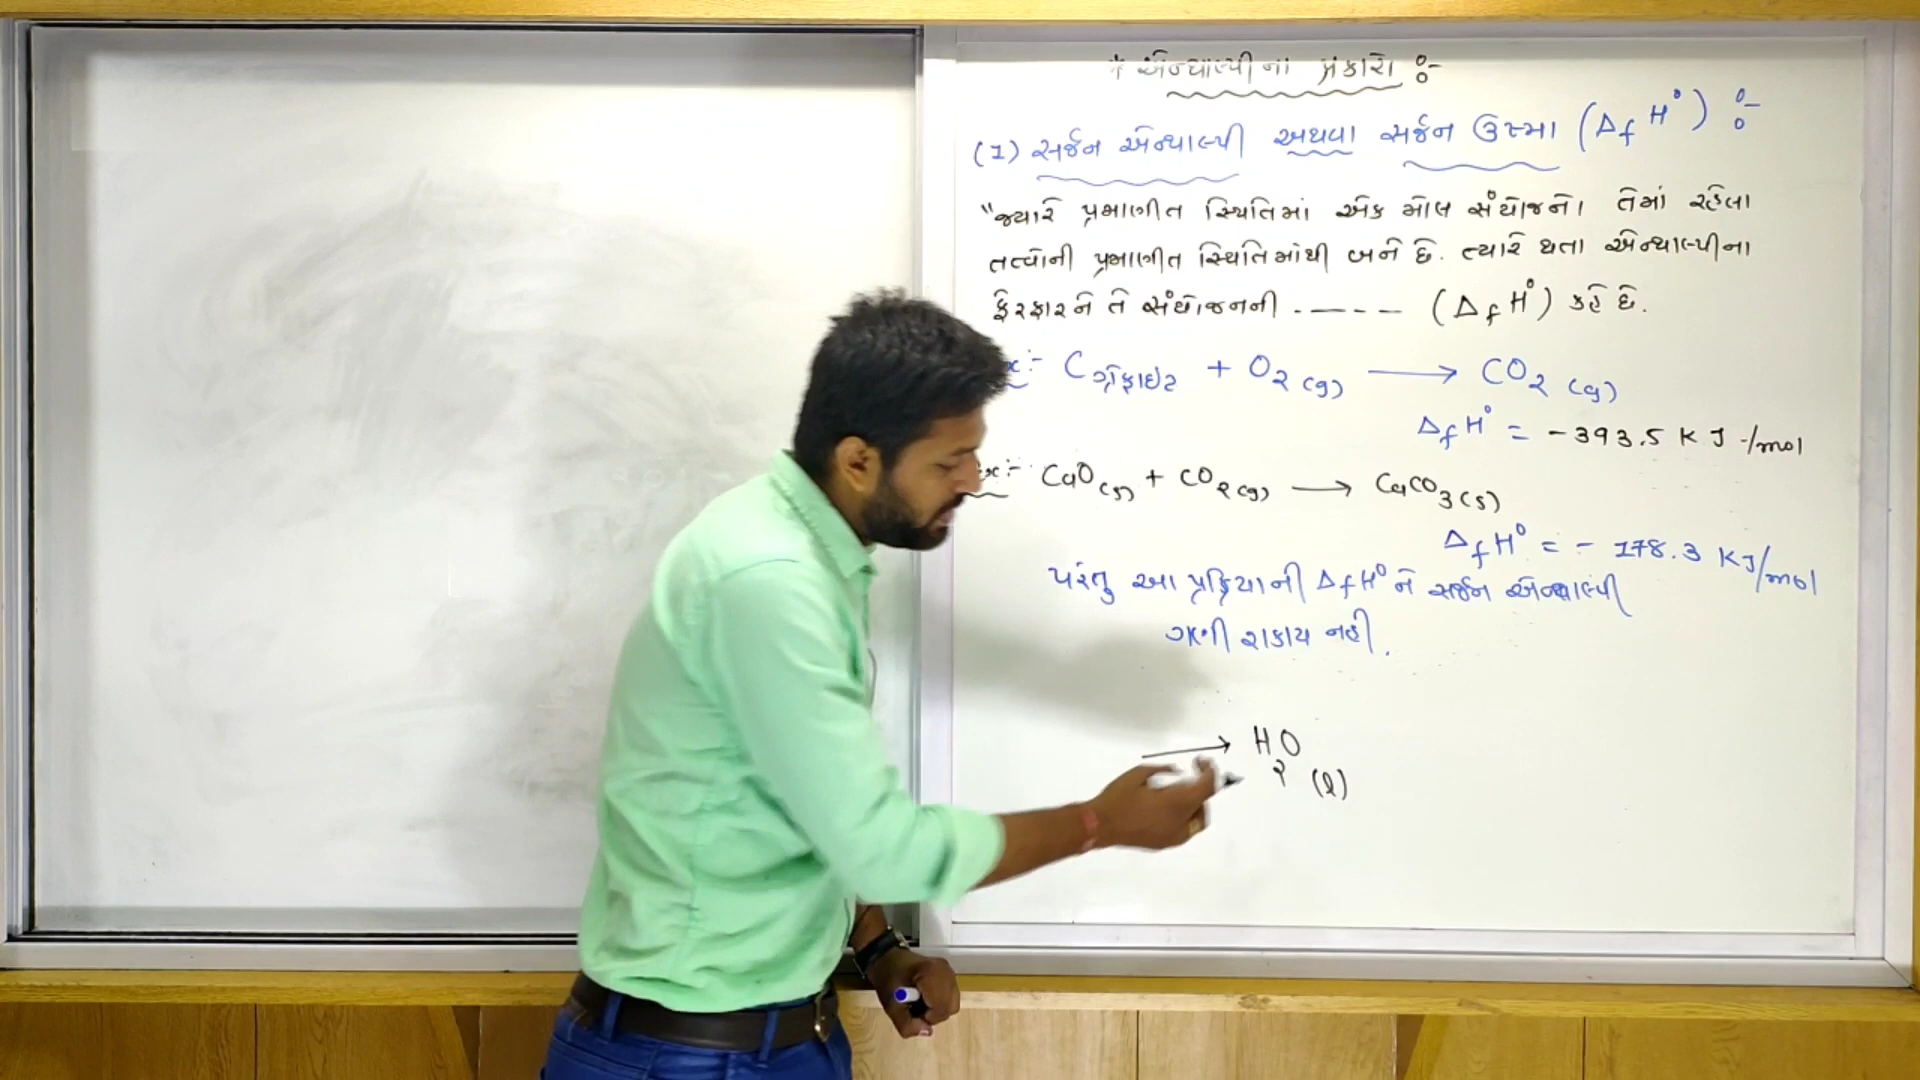 * એન્થાલ્પીના પ્રકારો :-
(1) સર્જન એન્થાલ્પી અથવા સર્જન ઉષ્મા (ΔfH°) :-
"જ્યારે પ્રમાણીત સ્થિતિમાં એક મોલ સંયોજનો તેમાં રહેલા
તત્વોની પ્રમાણીત સ્થિતિમાંથી બને છે. ત્યારે થતા એન્થાલ્પીના
ફેરફારને તે સંયોજનની ----- (ΔfH°) કહે છે.
x:- Cગ્રેફાઇટ + O2(g) ⟶ CO2(g)
ΔfH° = -393.5 KJ/mol
x:- CaO(s) + CO2(g) ⟶ CaCO3(s)
ΔfH° = - 178.3 KJ/mol
પરંતુ આ પ્રક્રિયાની ΔfH° ને સર્જન એન્થાલ્પી
ગણી શકાય નહીં.
⟶ H2O(l)